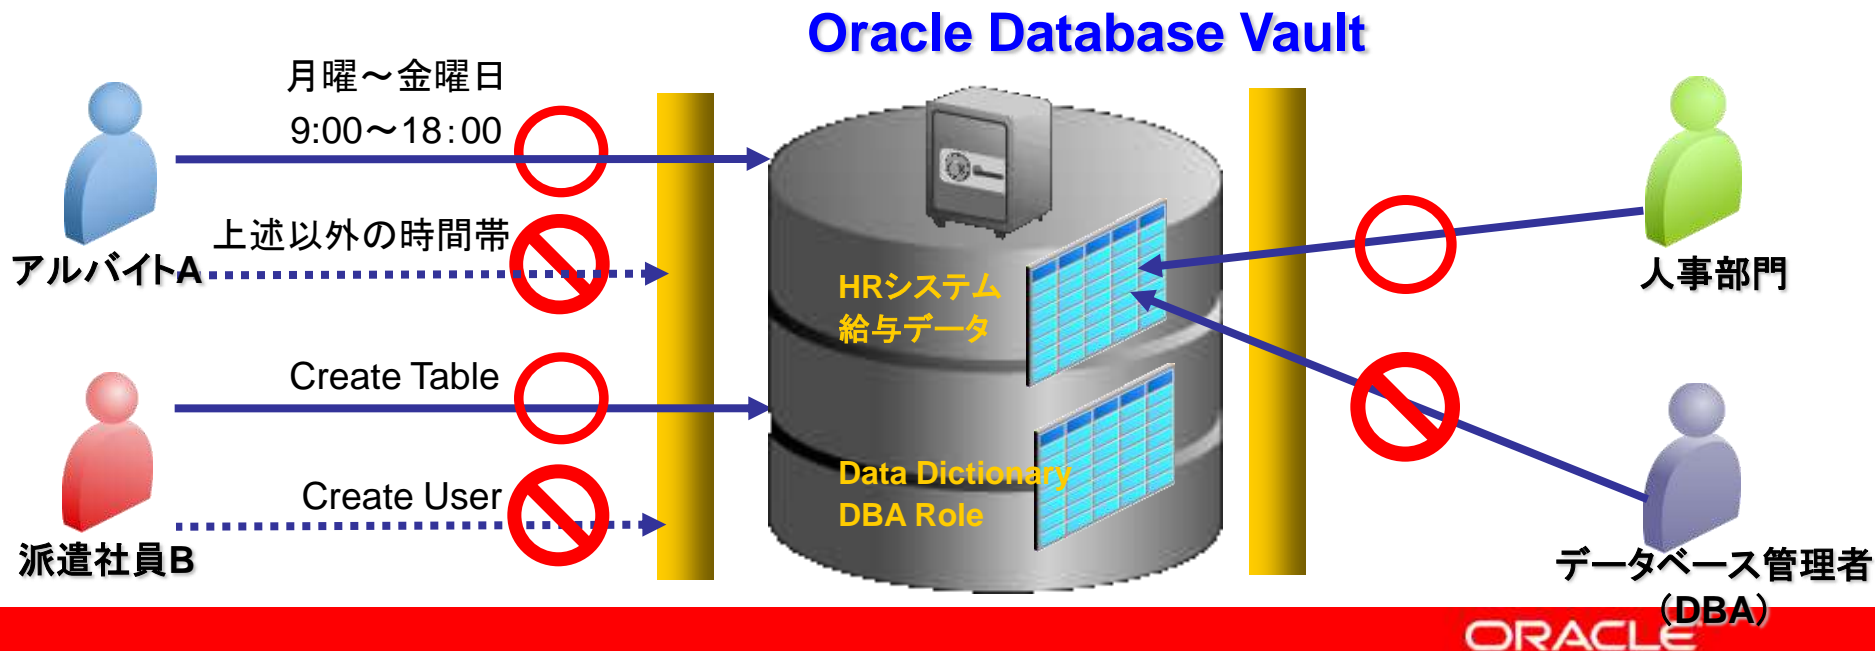 Oracle Database Vault
月曜～金曜日
9:00～18：00
上述以外の時間帯
アルバイトA
Create Table
Create User
派遣社員B
HRシステム
給与データ
Data Dictionary
DBA Role
人事部門
データベース管理者
（DBA）
ORACLE